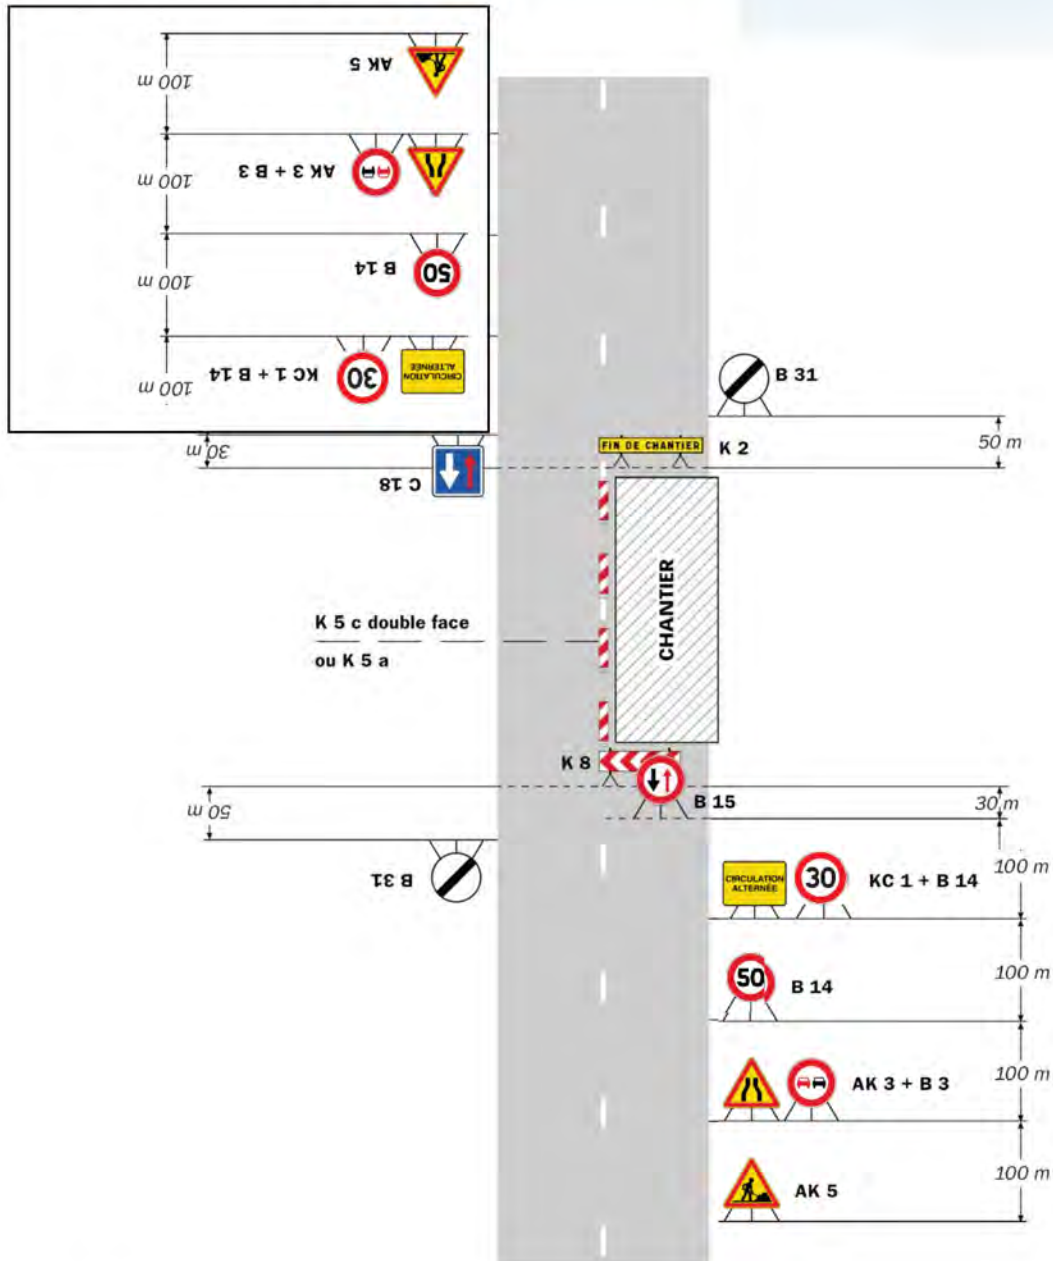 AK 5
100 m
AK 3 + B 3
100 m
B 14
50
100 m
KC 1 + B 14
30
CIRCULATION
ALTERNÉE
100 m
B 31
FIN DE CHANTIER
K 2
50 m
30 m
C 18
CHANTIER
K 5 c double face
ou K 5 a
K 8
B 15
30 m
50 m
B 31
CIRCULATION
ALTERNÉE
30
KC 1 + B 14
100 m
50
B 14
100 m
AK 3 + B 3
100 m
AK 5
100 m